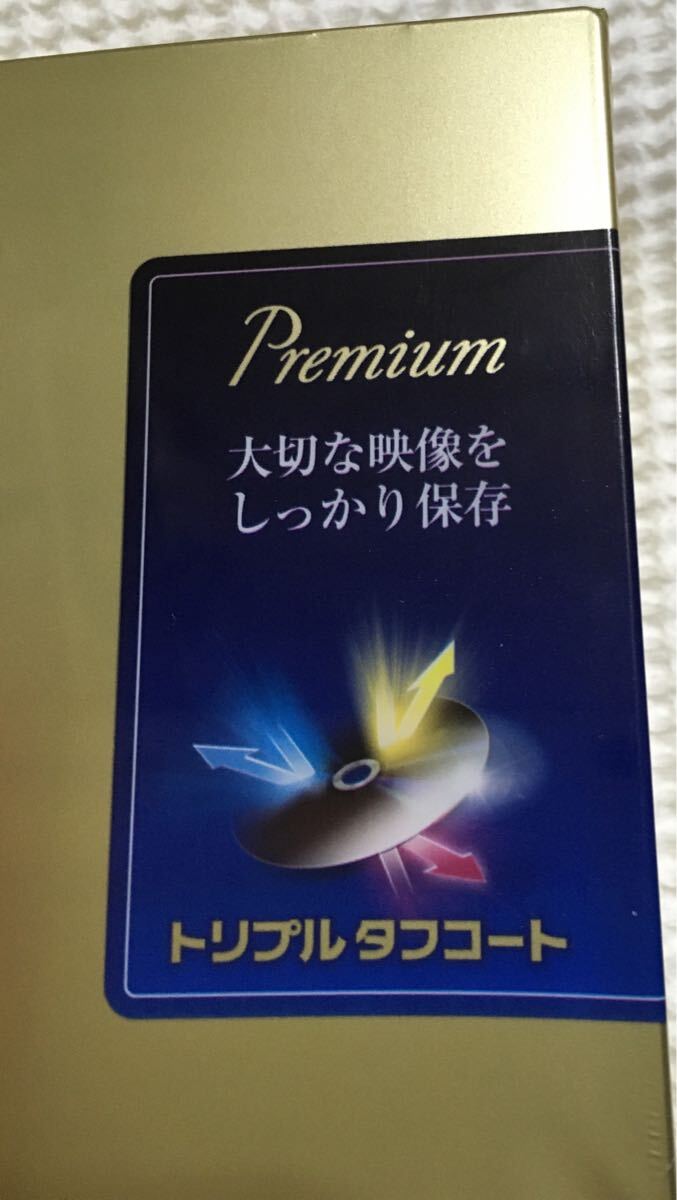 Premium
大切な映像を
しっかり保存
トリプルタフコート